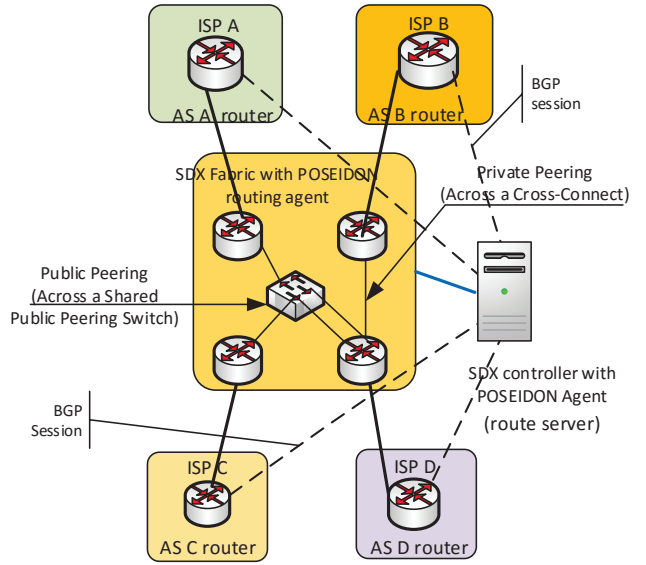 ISP A
AS A router
ISP B
AS B router
BGP
session
SDX Fabric with POSEIDON
routing agent
Private Peering
(Across a Cross-Connect)
Public Peering
(Across a Shared
Public Peering Switch)
SDX controller with
POSEIDON Agent
(route server)
BGP
Session
ISP C
AS C router
ISP D
AS D router